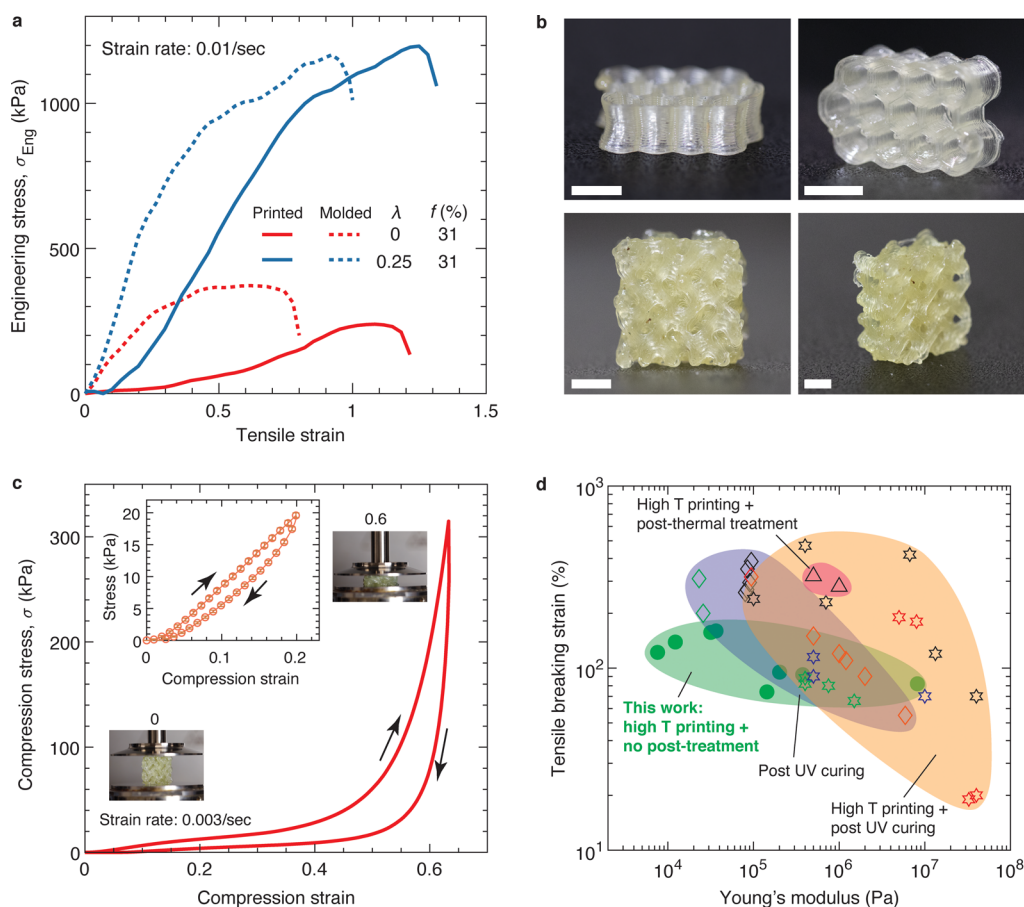 a
Strain rate: 0.01/sec
Engineering stress, σEng (kPa)
1000
500
0
Printed Molded λ f (%)
0 31
0.25 31
0 0.5 1 1.5
Tensile strain
b
c
Compression stress, σ (kPa)
300
200
100
0
Stress (kPa)
20
15
10
5
0
0 0.1 0.2
Compression strain
0.6
0
Strain rate: 0.003/sec
0 0.2 0.4 0.6
Compression strain
d
Tensile breaking strain (%)
10³
10²
10¹
High T printing +
post-thermal treatment
This work:
high T printing +
no post-treatment
Post UV curing
High T printing +
post UV curing
10⁴ 10⁵ 10⁶ 10⁷ 10⁸
Young's modulus (Pa)